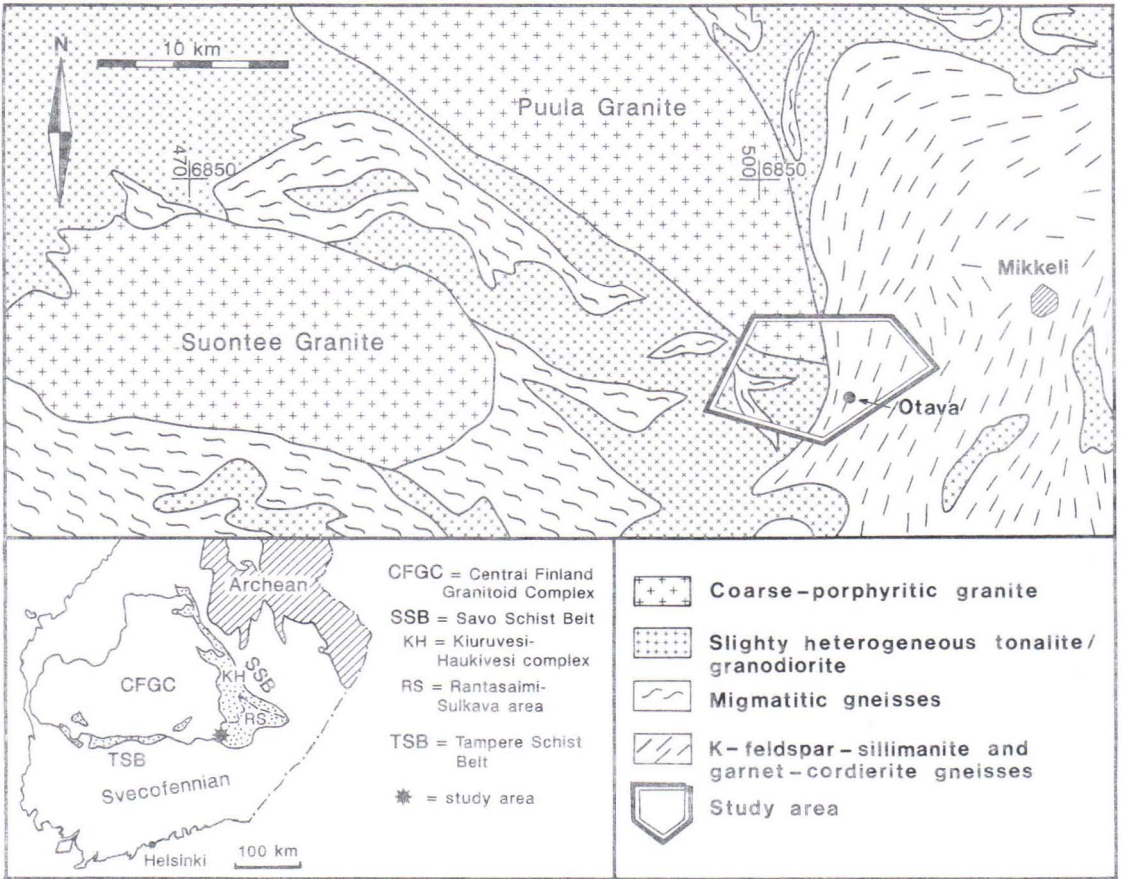 N
10 km
Puula Granite
470
6850
500
6850
Mikkeli
Suontee Granite
Otava
Archean
CFGC
KH
SSB
RS
TSB
Svecofennian
Helsinki
100 km
CFGC = Central Finland
Granitoid Complex
SSB = Savo Schist Belt
KH = Kiuruvesi-
Haukivesi complex
RS = Rantasalmi-
Sulkava area
TSB = Tampere Schist
Belt
= study area
Coarse-porphyritic granite
Slighty heterogeneous tonalite/
granodiorite
Migmatitic gneisses
K-feldspar-sillimanite and
garnet-cordierite gneisses
Study area